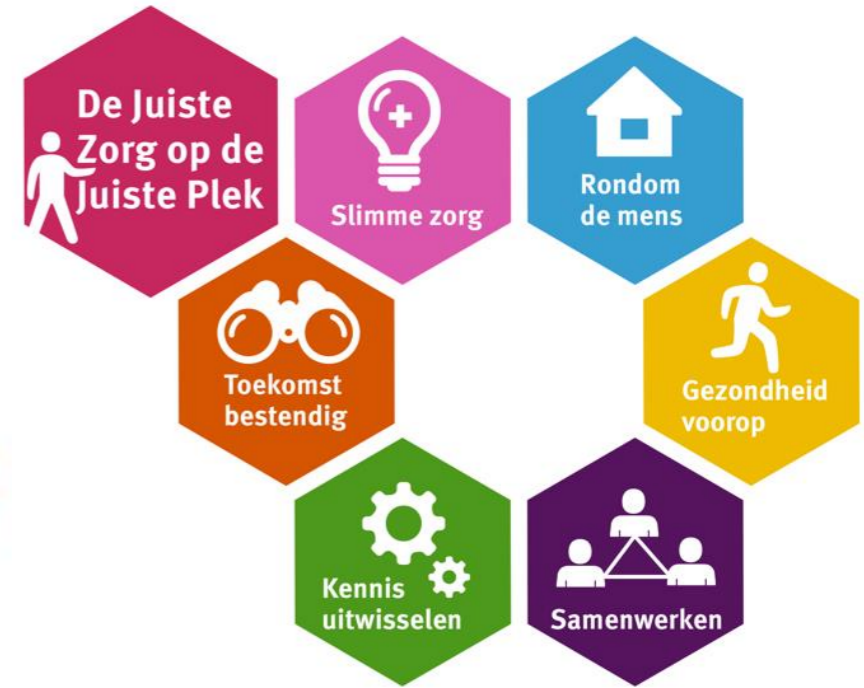 De Juiste
Zorg op de
Juiste Plek
Slimme zorg
Rondom
de mens
Toekomst
bestendig
Gezondheid
voorop
Kennis
uitwisselen
Samenwerken